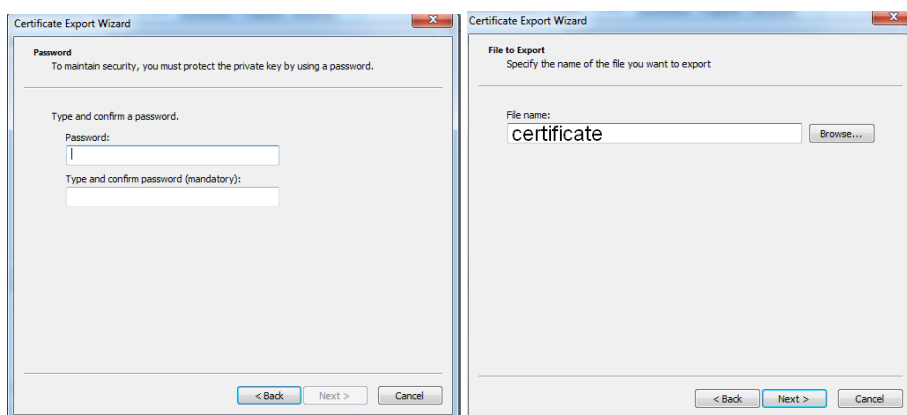 Certificate Export Wizard
Password
To maintain security, you must protect the private key by using a password.
Type and confirm a password.
Password:
Type and confirm password (mandatory):
< Back
Next >
Cancel
Certificate Export Wizard
File to Export
Specify the name of the file you want to export
File name:
certificate
Browse...
< Back
Next >
Cancel